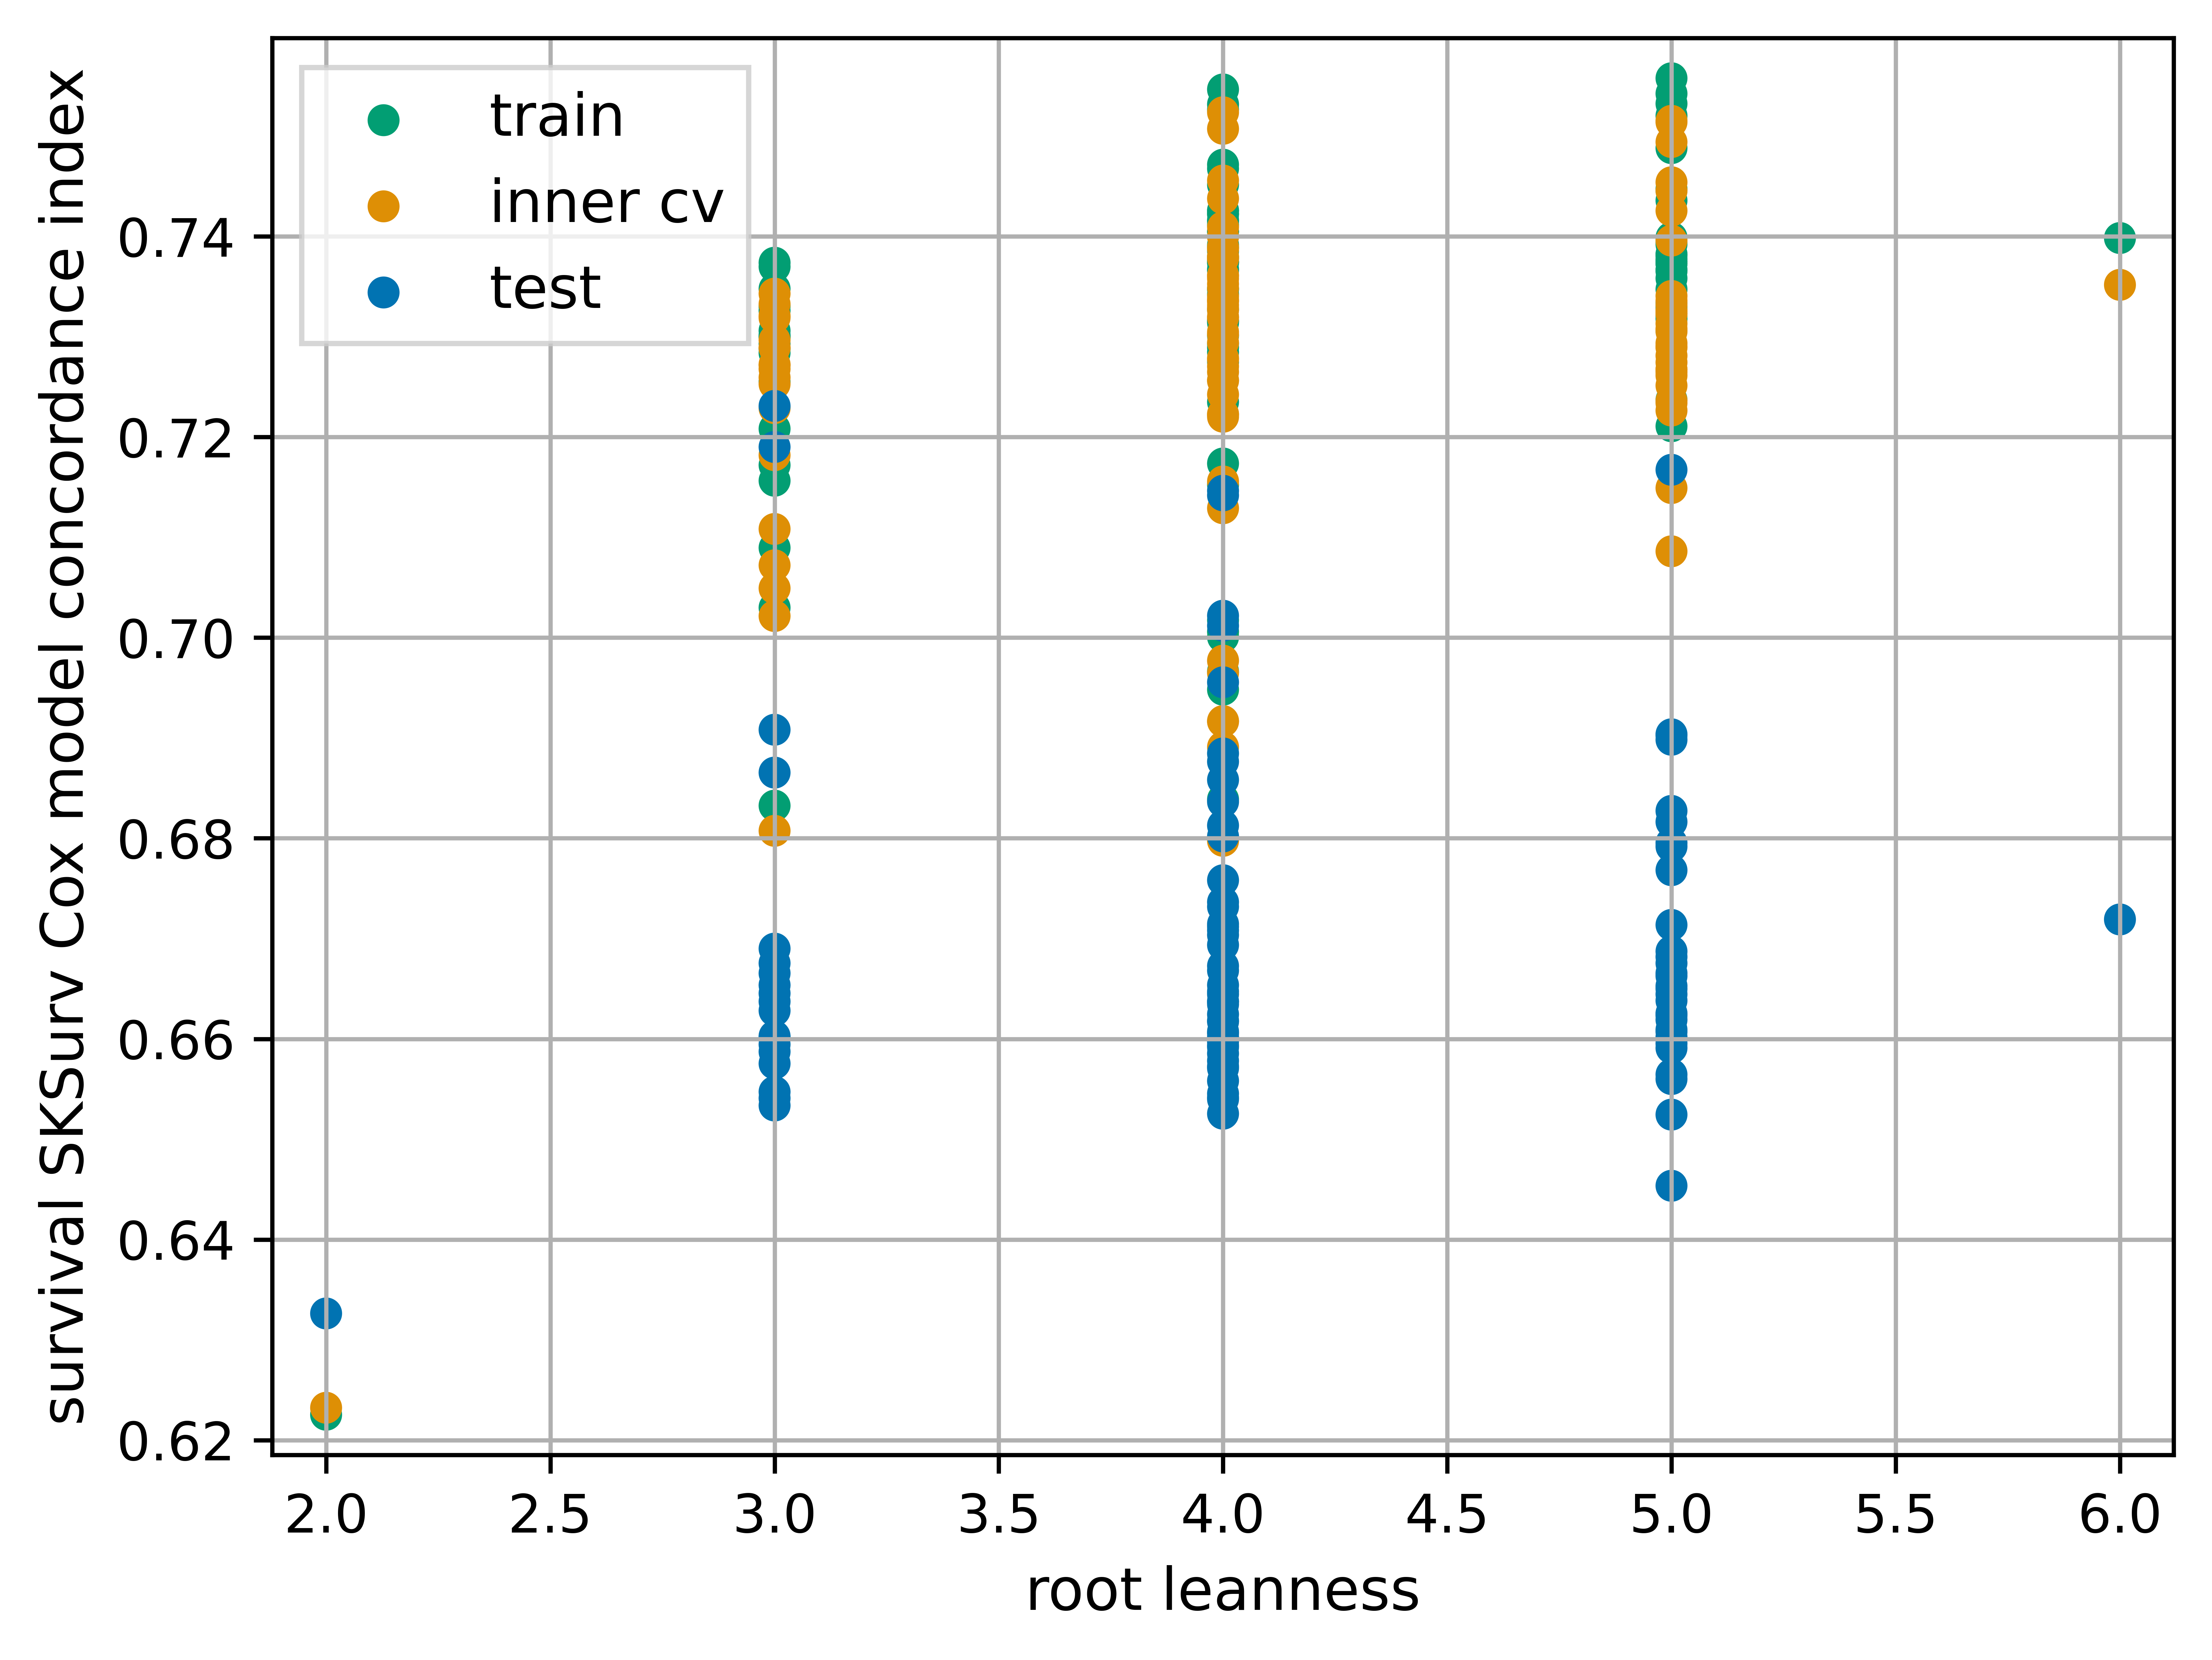 survival SKSurv Cox model concordance index
train
inner cv
test
0.74
0.72
0.70
0.68
0.66
0.64
0.62
2.0 2.5 3.0 3.5 4.0 4.5 5.0 5.5 6.0
root leanness